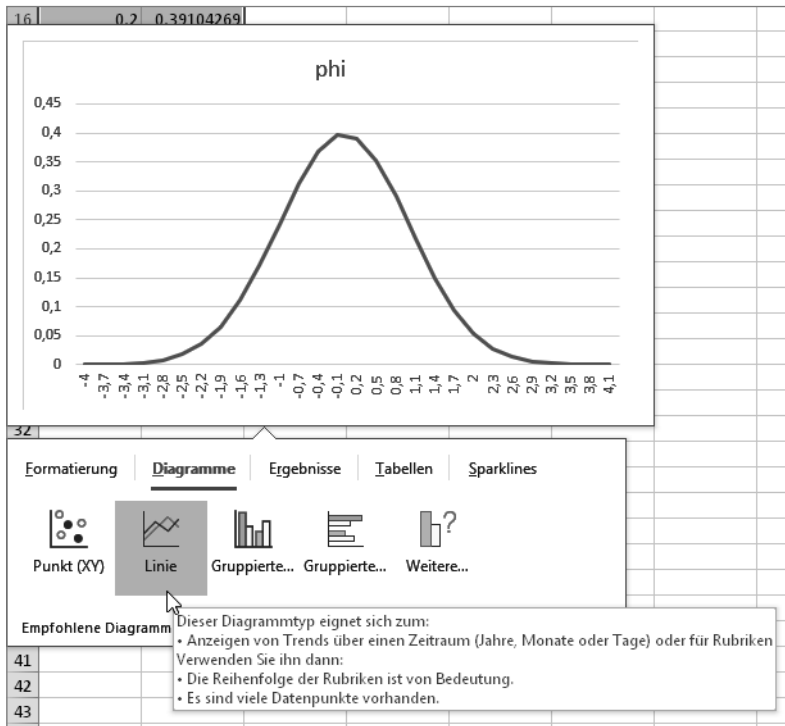 16 0,2 0,39104269
phi
0,45
0,4
0,35
0,3
0,25
0,2
0,15
0,1
0,05
0
-4 -3,7 -3,4 -3,1 -2,8 -2,5 -2,2 -1,9 -1,6 -1,3 -1 -0,7 -0,4 -0,1 0,2 0,5 0,8 1,1 1,4 1,7 2 2,3 2,6 2,9 3,2 3,5 3,8 4,1
32
Formatierung Diagramme Ergebnisse Tabellen Sparklines
Punkt (XY) Linie Gruppierte... Gruppierte... Weitere...
Empfohlene Diagramm
Dieser Diagrammtyp eignet sich zum:
• Anzeigen von Trends über einen Zeitraum (Jahre, Monate oder Tage) oder für Rubriken
Verwenden Sie ihn dann:
• Die Reihenfolge der Rubriken ist von Bedeutung.
• Es sind viele Datenpunkte vorhanden.
41
42
43